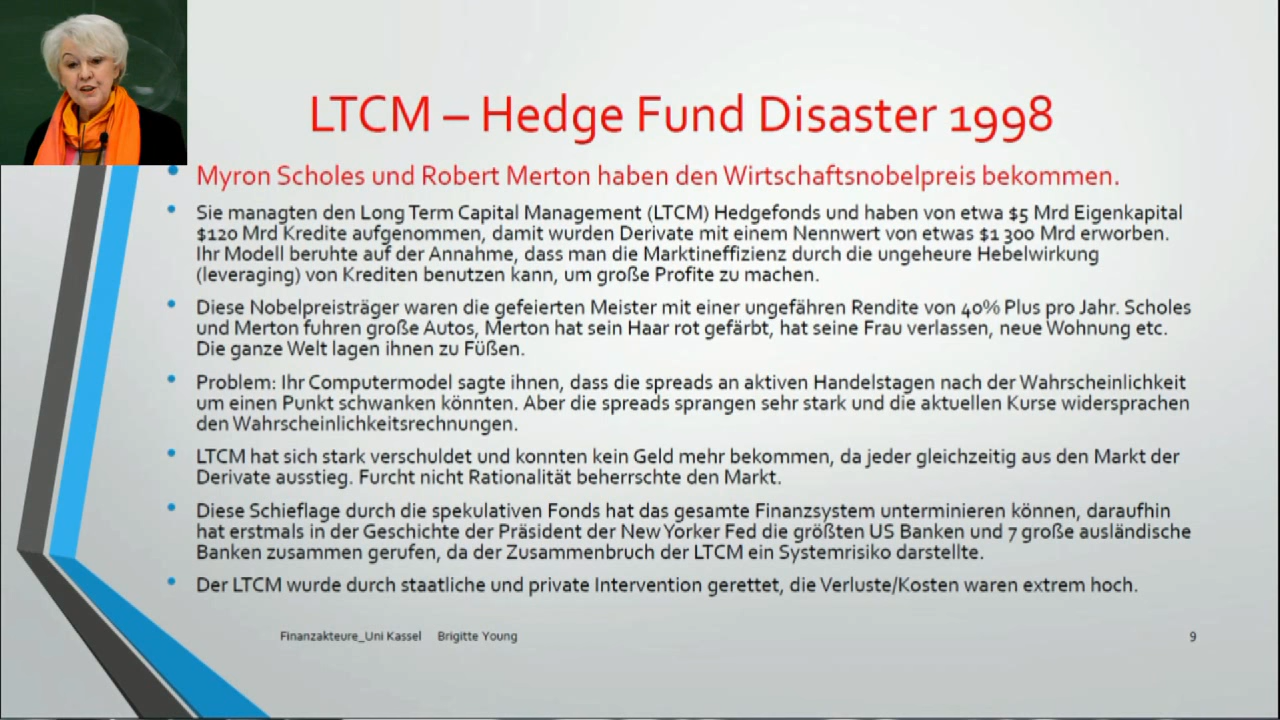 LTCM – Hedge Fund Disaster 1998
• Myron Scholes und Robert Merton haben den Wirtschaftsnobelpreis bekommen.
• Sie managten den Long Term Capital Management (LTCM) Hedgefonds und haben von etwa $5 Mrd Eigenkapital
$120 Mrd Kredite aufgenommen, damit wurden Derivate mit einem Nennwert von etwas $1 300 Mrd erworben.
Ihr Modell beruhte auf der Annahme, dass man die Marktineffizienz durch die ungeheure Hebelwirkung
(leveraging) von Krediten benutzen kann, um große Profite zu machen.
• Diese Nobelpreisträger waren die gefeierten Meister mit einer ungefähren Rendite von 40% Plus pro Jahr. Scholes
und Merton fuhren große Autos, Merton hat sein Haar rot gefärbt, hat seine Frau verlassen, neue Wohnung etc.
Die ganze Welt lagen ihnen zu Füßen.
• Problem: Ihr Computermodel sagte ihnen, dass die spreads an aktiven Handelstagen nach der Wahrscheinlichkeit
um einen Punkt schwanken könnten. Aber die spreads sprangen sehr stark und die aktuellen Kurse widersprachen
den Wahrscheinlichkeitsrechnungen.
• LTCM hat sich stark verschuldet und konnten kein Geld mehr bekommen, da jeder gleichzeitig aus den Markt der
Derivate ausstieg. Furcht nicht Rationalität beherrschte den Markt.
• Diese Schieflage durch die spekulativen Fonds hat das gesamte Finanzsystem unterminieren können, daraufhin
hat erstmals in der Geschichte der Präsident der New Yorker Fed die größten US Banken und 7 große ausländische
Banken zusammen gerufen, da der Zusammenbruch der LTCM ein Systemrisiko darstellte.
• Der LTCM wurde durch staatliche und private Intervention gerettet, die Verluste/Kosten waren extrem hoch.
Finanzakteure_Uni Kassel Brigitte Young 9